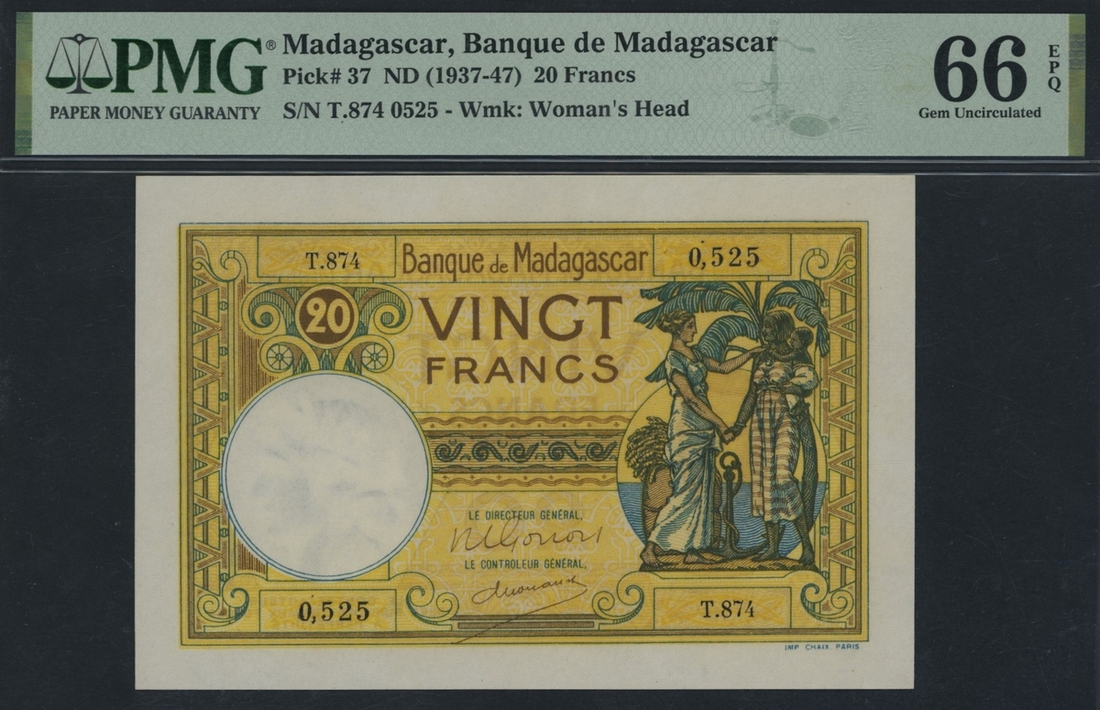 PMG® Madagascar, Banque de Madagascar
Pick# 37 ND (1937-47) 20 Francs
PAPER MONEY GUARANTY
S/N T.874 0525 - Wmk: Woman's Head
66 EPQ
Gem Uncirculated
T.874 Banque de Madagascar 0,525
20 VINGT
FRANCS
LE DIRECTEUR GÉNÉRAL,
LE CONTROLEUR GÉNÉRAL,
0,525 T.874
IMP CHAIX PARIS